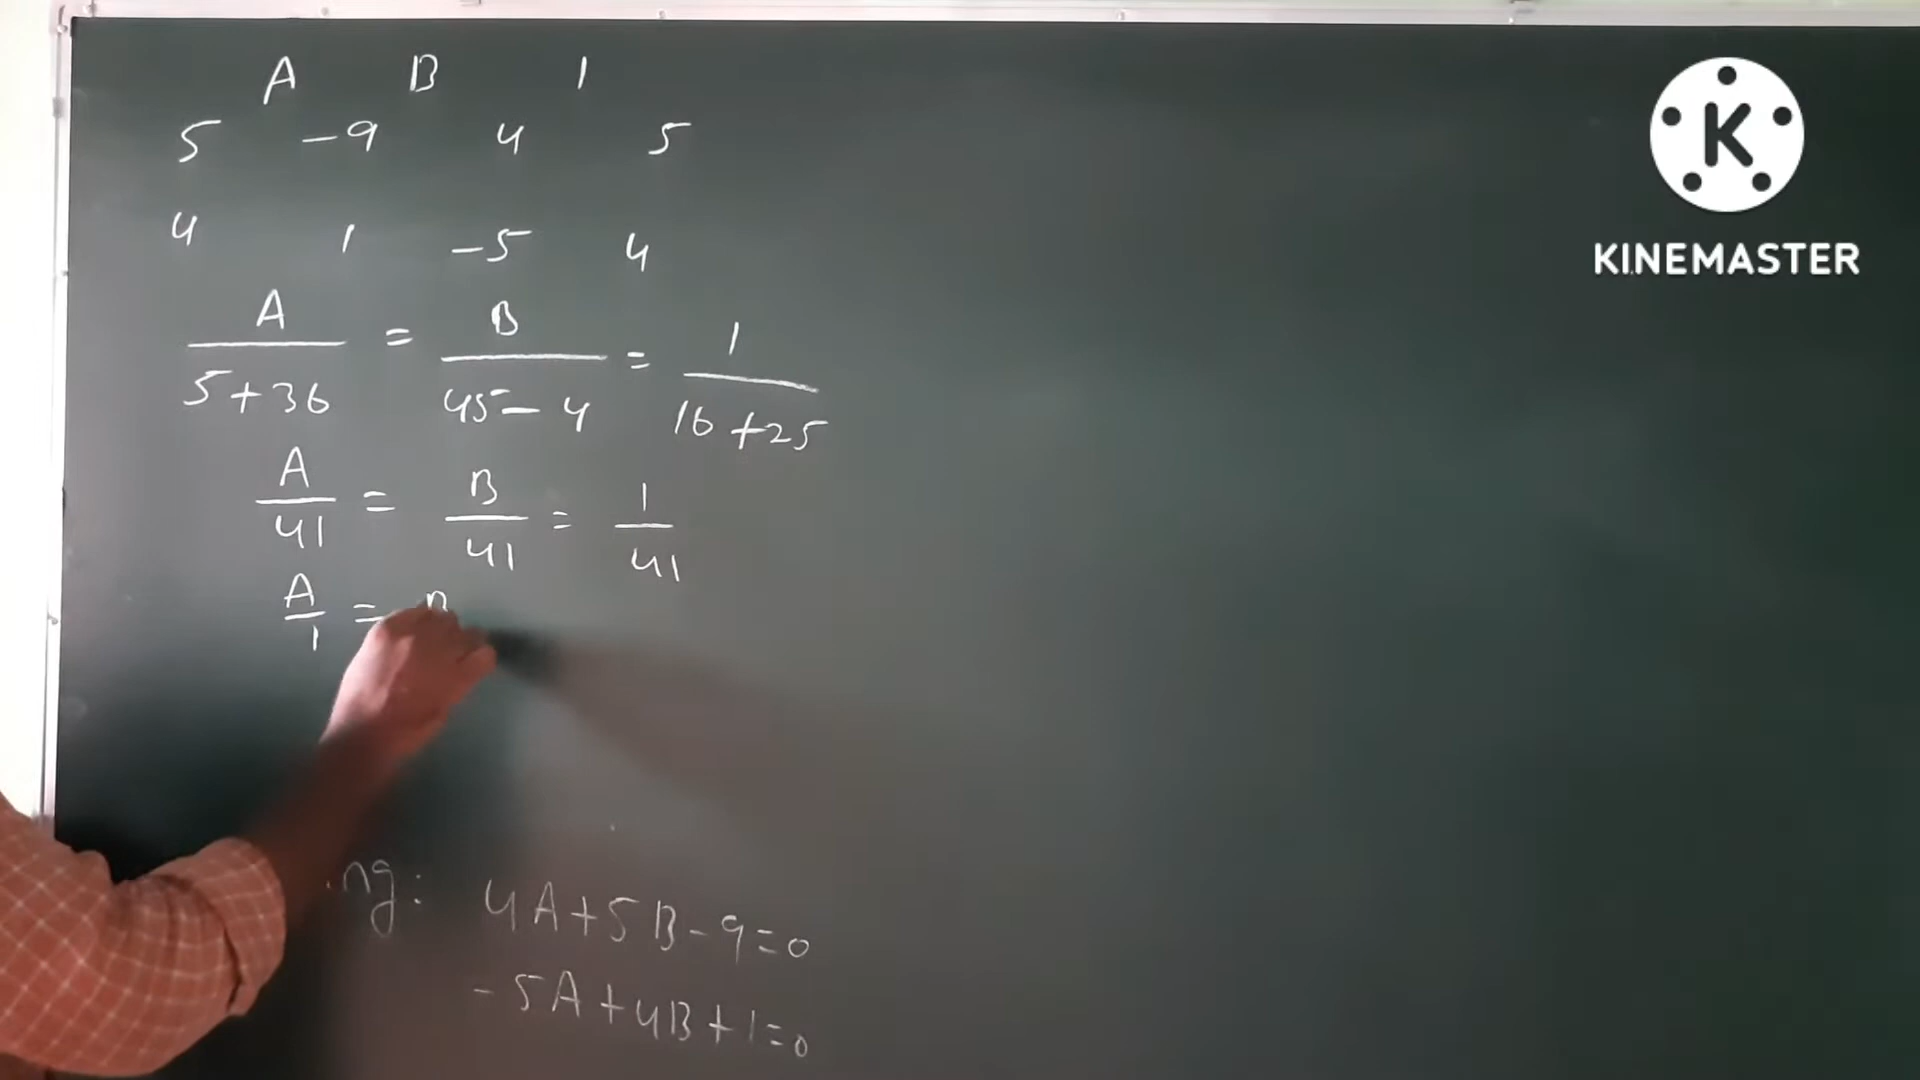 A B 1
5 -9 4 5
4 1 -5 4
A/5+36 = B/45-4 = 1/16+25
A/41 = B/41 = 1/41
A/1 = B
4A+5B-9=0
-5A+4B+1=0
KINEMASTER